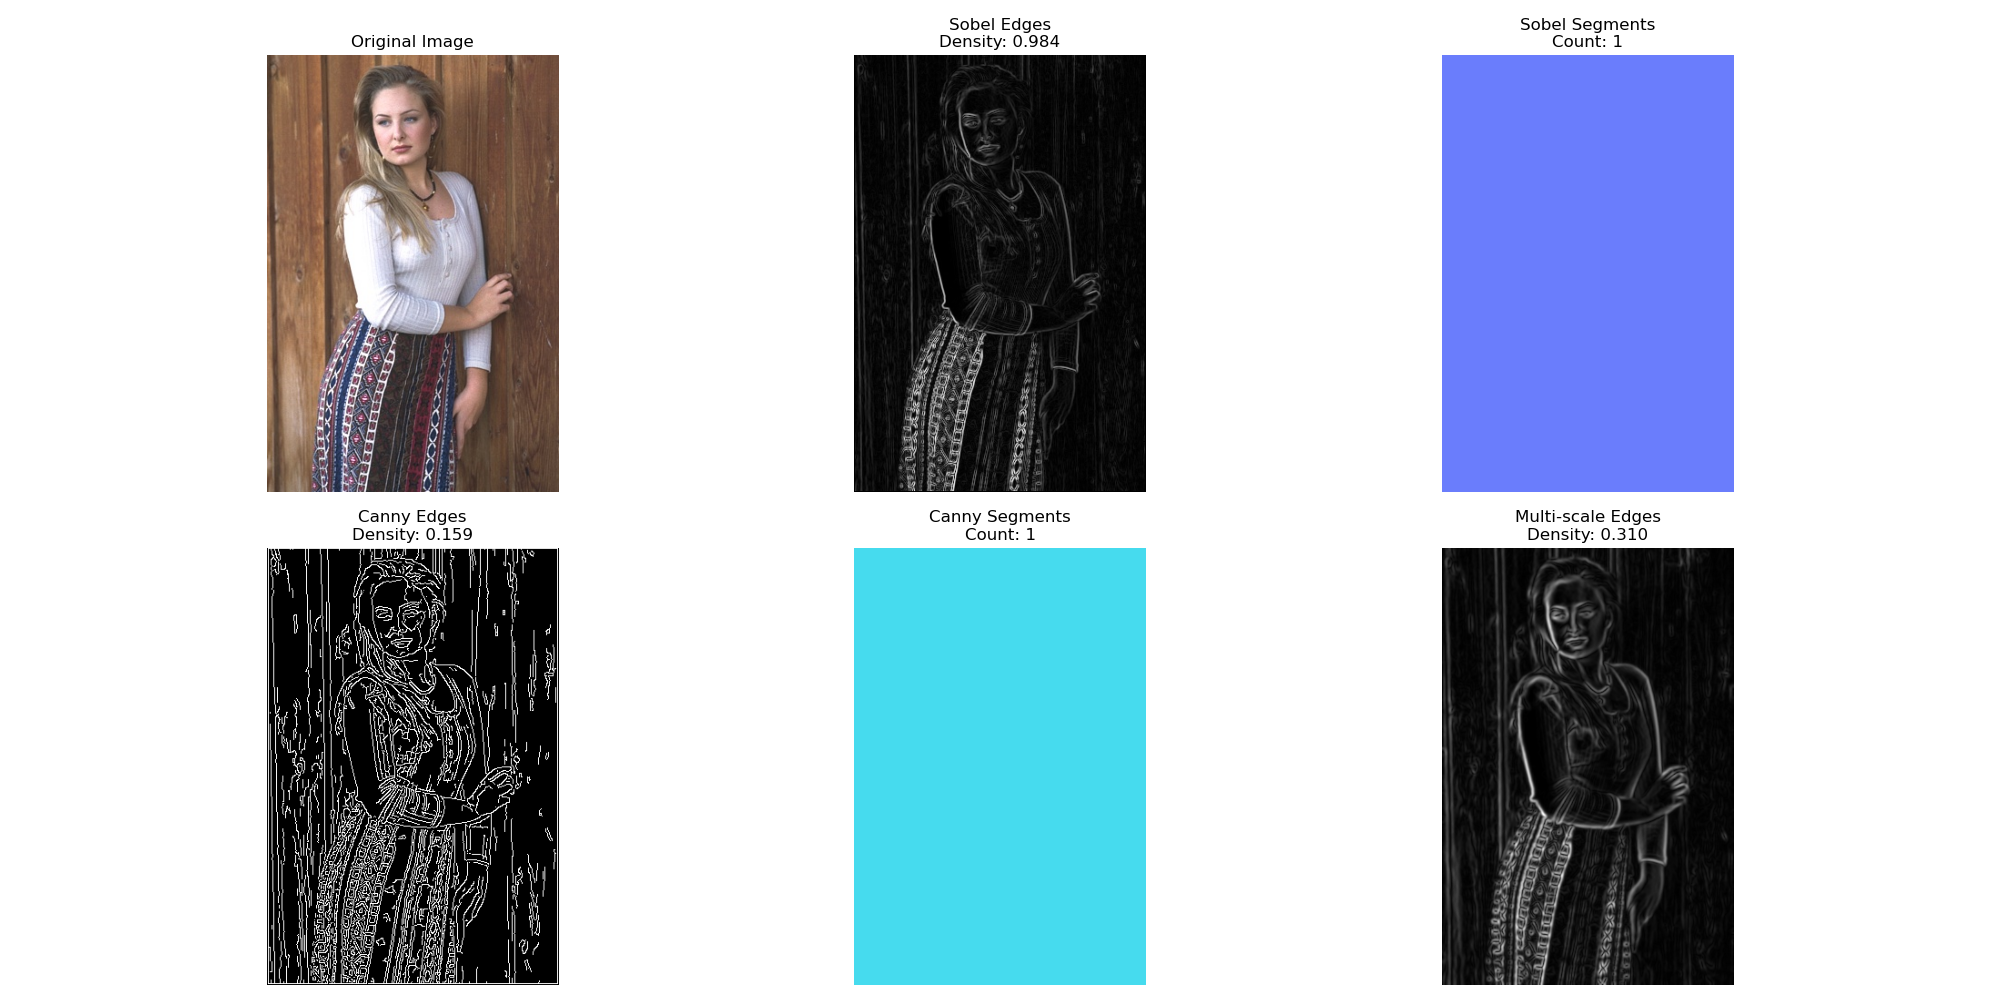 Original Image
Sobel Edges
Density: 0.984
Sobel Segments
Count: 1
Canny Edges
Density: 0.159
Canny Segments
Count: 1
Multi-scale Edges
Density: 0.310